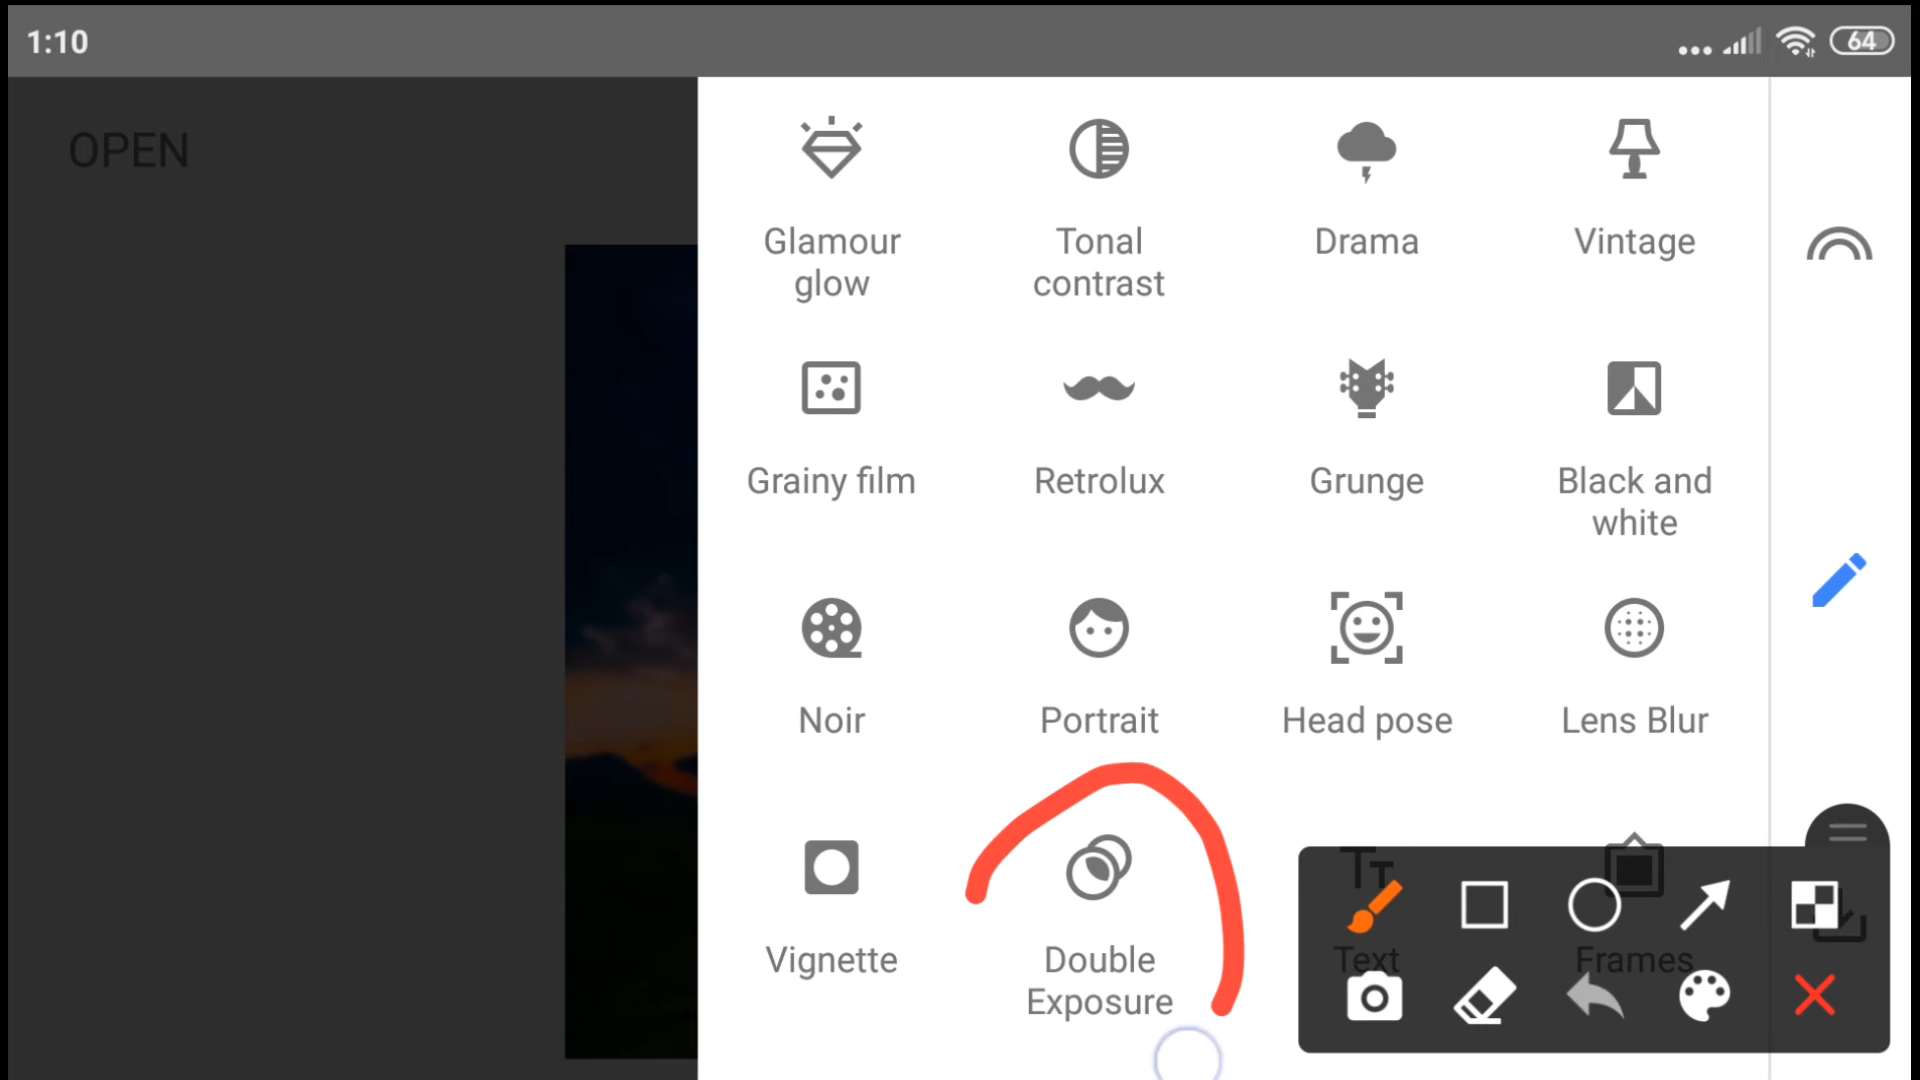 1:10
64
OPEN
Glamour
glow
Tonal
contrast
Drama
Vintage
Grainy film
Retrolux
Grunge
Black and
white
Noir
Portrait
Head pose
Lens Blur
Vignette
Double
Exposure
Text
Frames